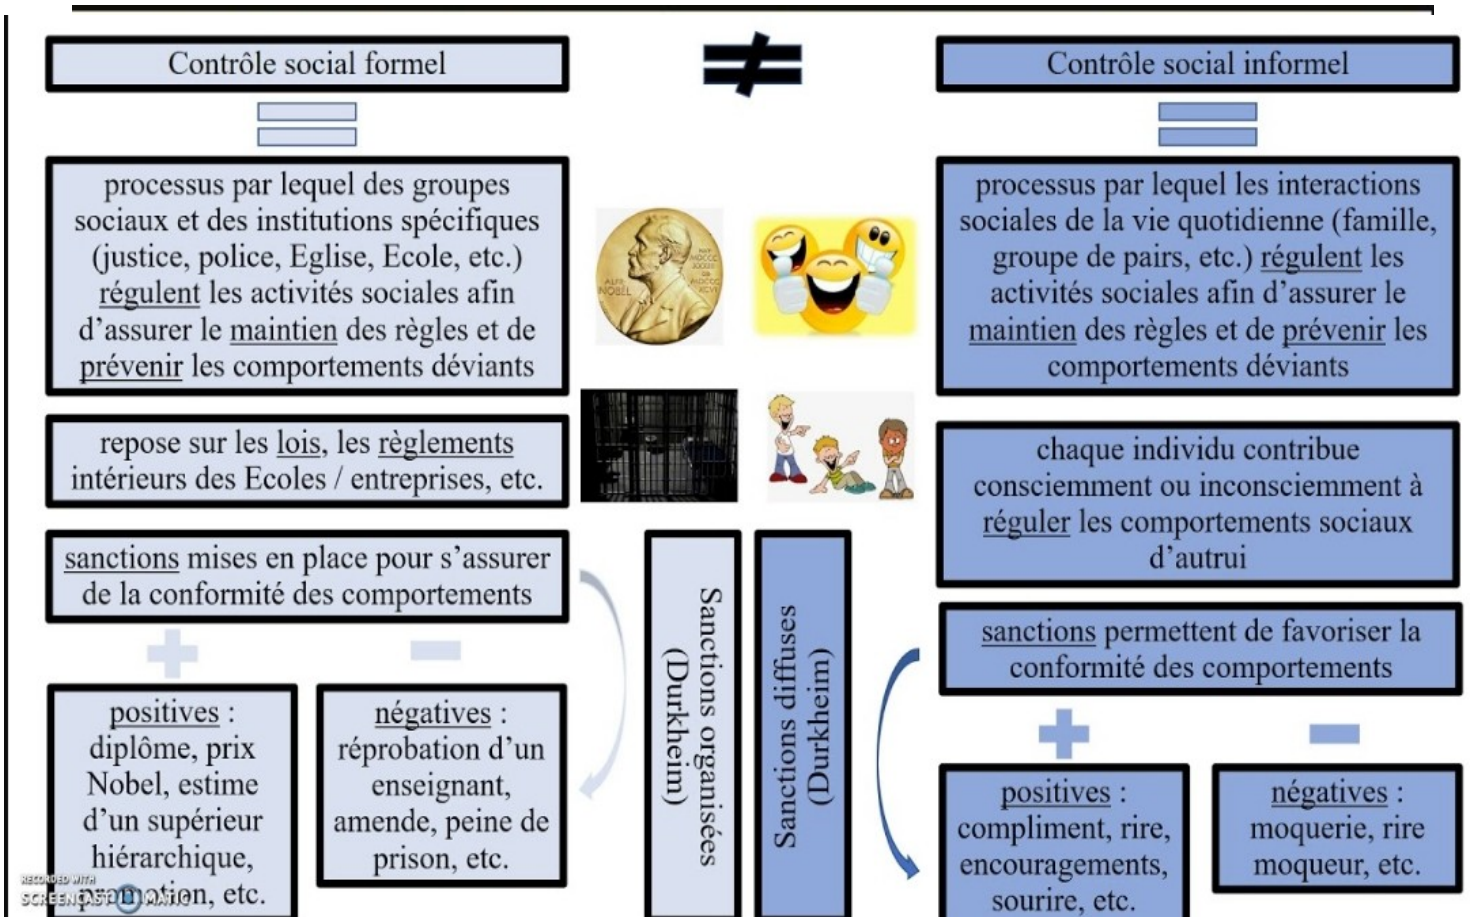 Contrôle social formel
≠
Contrôle social informel
=
=
processus par lequel des groupes
sociaux et des institutions spécifiques
(justice, police, Eglise, Ecole, etc.)
régulent les activités sociales afin
d’assurer le maintien des règles et de
prévenir les comportements déviants
repose sur les lois, les règlements
intérieurs des Ecoles / entreprises, etc.
sanctions mises en place pour s’assurer
de la conformité des comportements
+
-
positives :
diplôme, prix
Nobel, estime
d’un supérieur
hiérarchique,
promotion, etc.
négatives :
réprobation d’un
enseignant,
amende, peine de
prison, etc.
ALFR
NOBEL
Sanctions organisées
(Durkheim)
Sanctions diffuses
(Durkheim)
processus par lequel les interactions
sociales de la vie quotidienne (famille,
groupe de pairs, etc.) régulent les
activités sociales afin d’assurer le
maintien des règles et de prévenir les
comportements déviants
chaque individu contribue
consciemment ou inconsciemment à
réguler les comportements sociaux
d’autrui
sanctions permettent de favoriser la
conformité des comportements
+
-
positives :
compliment, rire,
encouragements,
sourire, etc.
négatives :
moquerie, rire
moqueur, etc.
RECORDED WITH
SCREENCAST MATIC